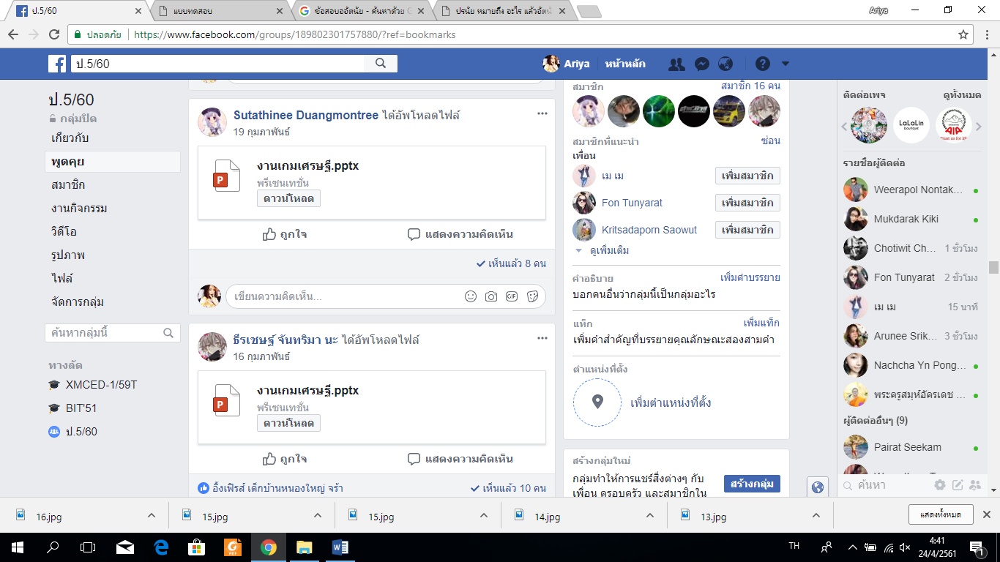 ป.5/60
แบบทดสอบ
ข้อสอบออัตนัย - ค้นหาด้วย G
ปรนัย หมายถึง อะไร แล้วอัตนั
Ariya
ปลอดภัย
https://www.facebook.com/groups/189802301757880/?ref=bookmarks
ป.5/60
Ariya
หน้าหลัก
ป.5/60
กลุ่มปิด
เกี่ยวกับ
พูดคุย
สมาชิก
งานกิจกรรม
วิดีโอ
รูปภาพ
ไฟล์
จัดการกลุ่ม
ค้นหากลุ่มนี้
ทางลัด
XMCED-1/59T
BIT'51
ป.5/60
Sutathinee Duangmontree ได้อัพโหลดไฟล์
19 กุมภาพันธ์
งานเกมเศรษฐี.pptx
พรีเซนเทชั่น
ดาวน์โหลด
ถูกใจ
แสดงความคิดเห็น
เห็นแล้ว 8 คน
เขียนความคิดเห็น...
GIF
ธีรเชษฐ์ จันทริมา นะ ได้อัพโหลดไฟล์
16 กุมภาพันธ์
งานเกมเศรษฐี.pptx
พรีเซนเทชั่น
ดาวน์โหลด
ถูกใจ
แสดงความคิดเห็น
อิ้งเฟิรส์ เด็กบ้านหนองใหญ่ จร้า
เห็นแล้ว 10 คน
สมาชิก
สมาชิก 16 คน
สมาชิกที่แนะนำ
ซ่อน
เพื่อน
เม เม
เพิ่มสมาชิก
Fon Tunyarat
เพิ่มสมาชิก
Kritsadaporn Saowut
เพิ่มสมาชิก
ดูเพิ่มเติม
คำอธิบาย
เพิ่มคำบรรยาย
บอกคนอื่นว่ากลุ่มนี้เป็นกลุ่มอะไร
แท็ก
เพิ่มแท็ก
เพิ่มคำสำคัญที่บรรยายคุณลักษณะสองสามคำ
ตำแหน่งที่ตั้ง
เพิ่มตำแหน่งที่ตั้ง
สร้างกลุ่มใหม่
กลุ่มทำให้การแชร์สิ่งต่างๆ กับ
เพื่อน ครอบครัว และสมาชิกใน
สร้างกลุ่ม
ติดต่อเพจ
ดูทั้งหมด
LaLaLin
boutique
AIP
รายชื่อผู้ติดต่อ
Weerapol Nontak...
Mukdarak Kiki
Chotiwit Ch...
1 ชั่วโมง
Fon Tunyarat
2 ชั่วโมง
เม เม
15 นาที
Arunee Srik...
3 ชั่วโมง
Nachcha Yn Pong...
พระครูสมุห์อัครเดช ...
ผู้ติดต่ออื่นๆ (9)
Pairat Seekam
ค้นหา
16.jpg
15.jpg
15.jpg
14.jpg
13.jpg
แสดงทั้งหมด
TH
4:41
24/4/2561
1